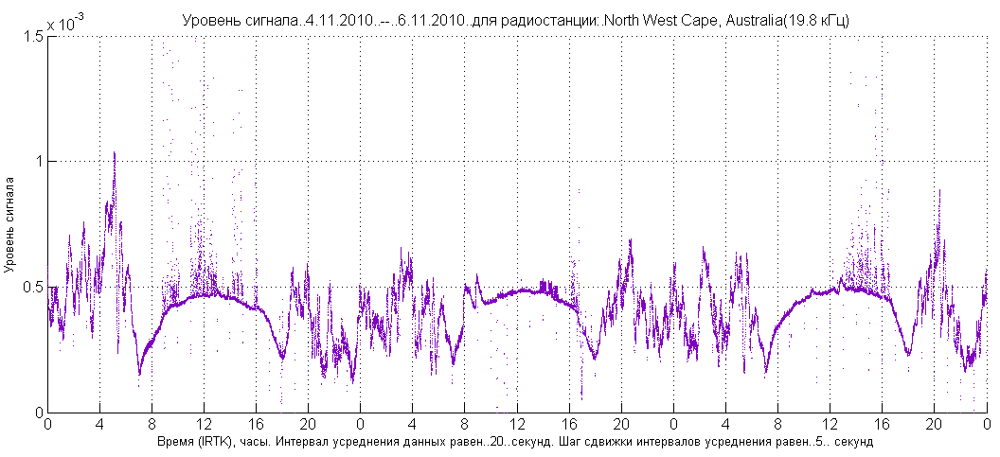 Уровень сигнала..4.11.2010..--..6.11.2010..для радиостанции:.North West Cape, Australia(19.8 кГц)
x 10⁻³
1.5
1
0.5
0
Уровень сигнала
0 4 8 12 16 20 0 4 8 12 16 20 0 4 8 12 16 20 0
Время (IRTK), часы. Интервал усреднения данных равен..20..секунд. Шаг сдвижки интервалов усреднения равен..5.. секунд